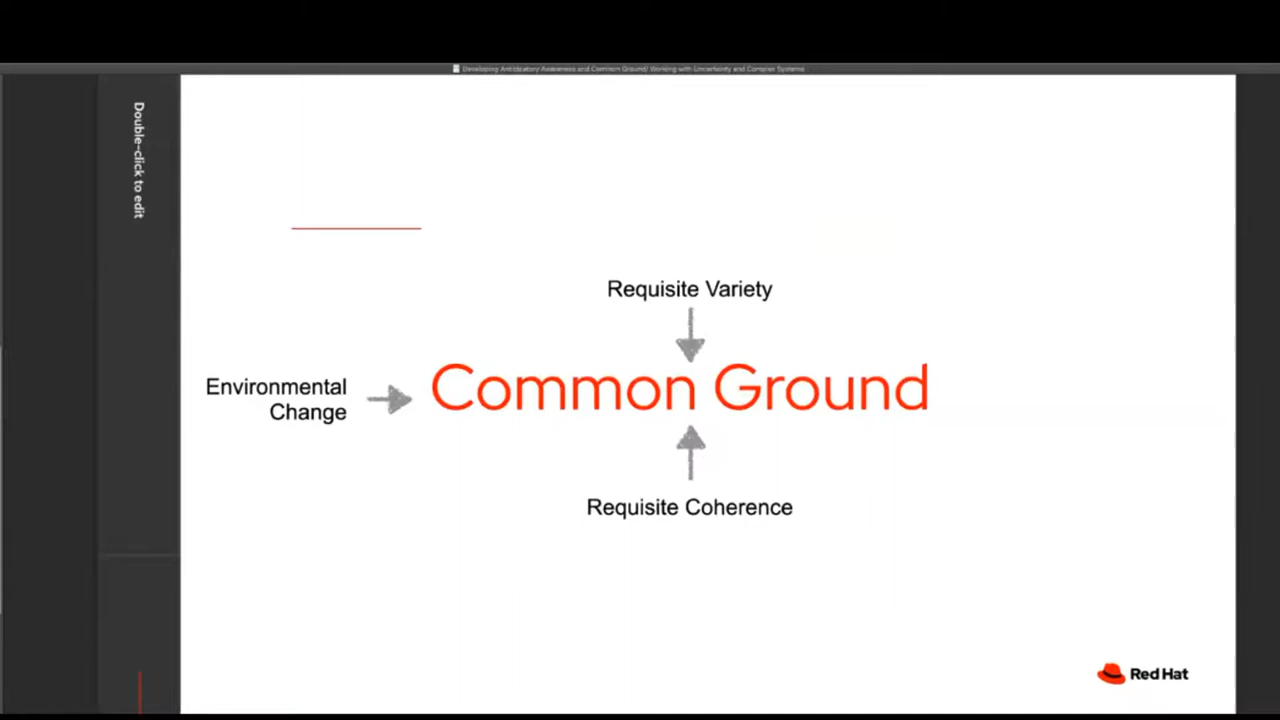 Developing Anticipatory Awareness and Common Ground/ Working with Uncertainty and Complex Systems
Double-click to edit
Requisite Variety
Environmental
Change
Common Ground
Requisite Coherence
Red Hat